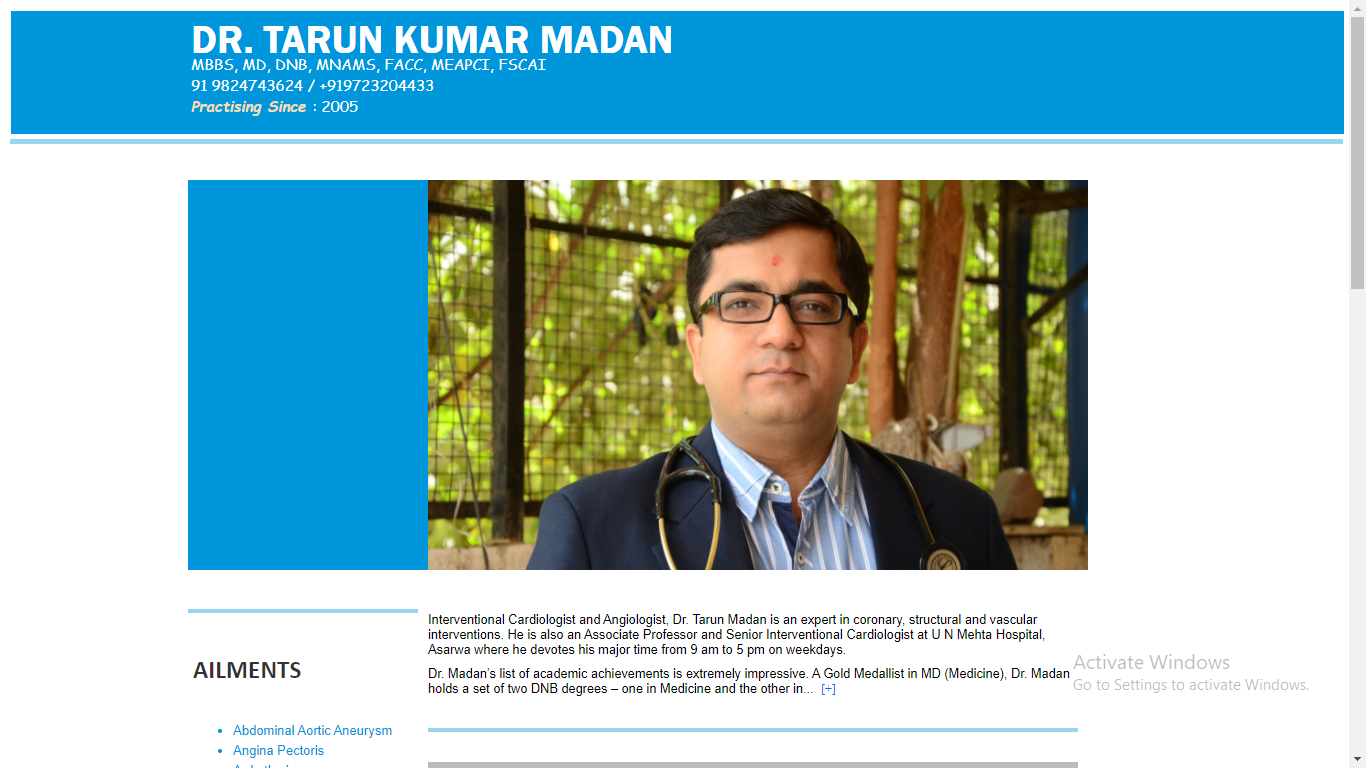 DR. TARUN KUMAR MADAN
MBBS, MD, DNB, MNAMS, FACC, MEAPCI, FSCAI
91 9824743624 / +919723204433
Practising Since : 2005
Interventional Cardiologist and Angiologist, Dr. Tarun Madan is an expert in coronary, structural and vascular
interventions. He is also an Associate Professor and Senior Interventional Cardiologist at U N Mehta Hospital,
Asarwa where he devotes his major time from 9 am to 5 pm on weekdays.
Dr. Madan’s list of academic achievements is extremely impressive. A Gold Medallist in MD (Medicine), Dr. Madan
holds a set of two DNB degrees – one in Medicine and the other in... [+]
AILMENTS
Abdominal Aortic Aneurysm
Angina Pectoris
Activate Windows
Go to Settings to activate Windows.